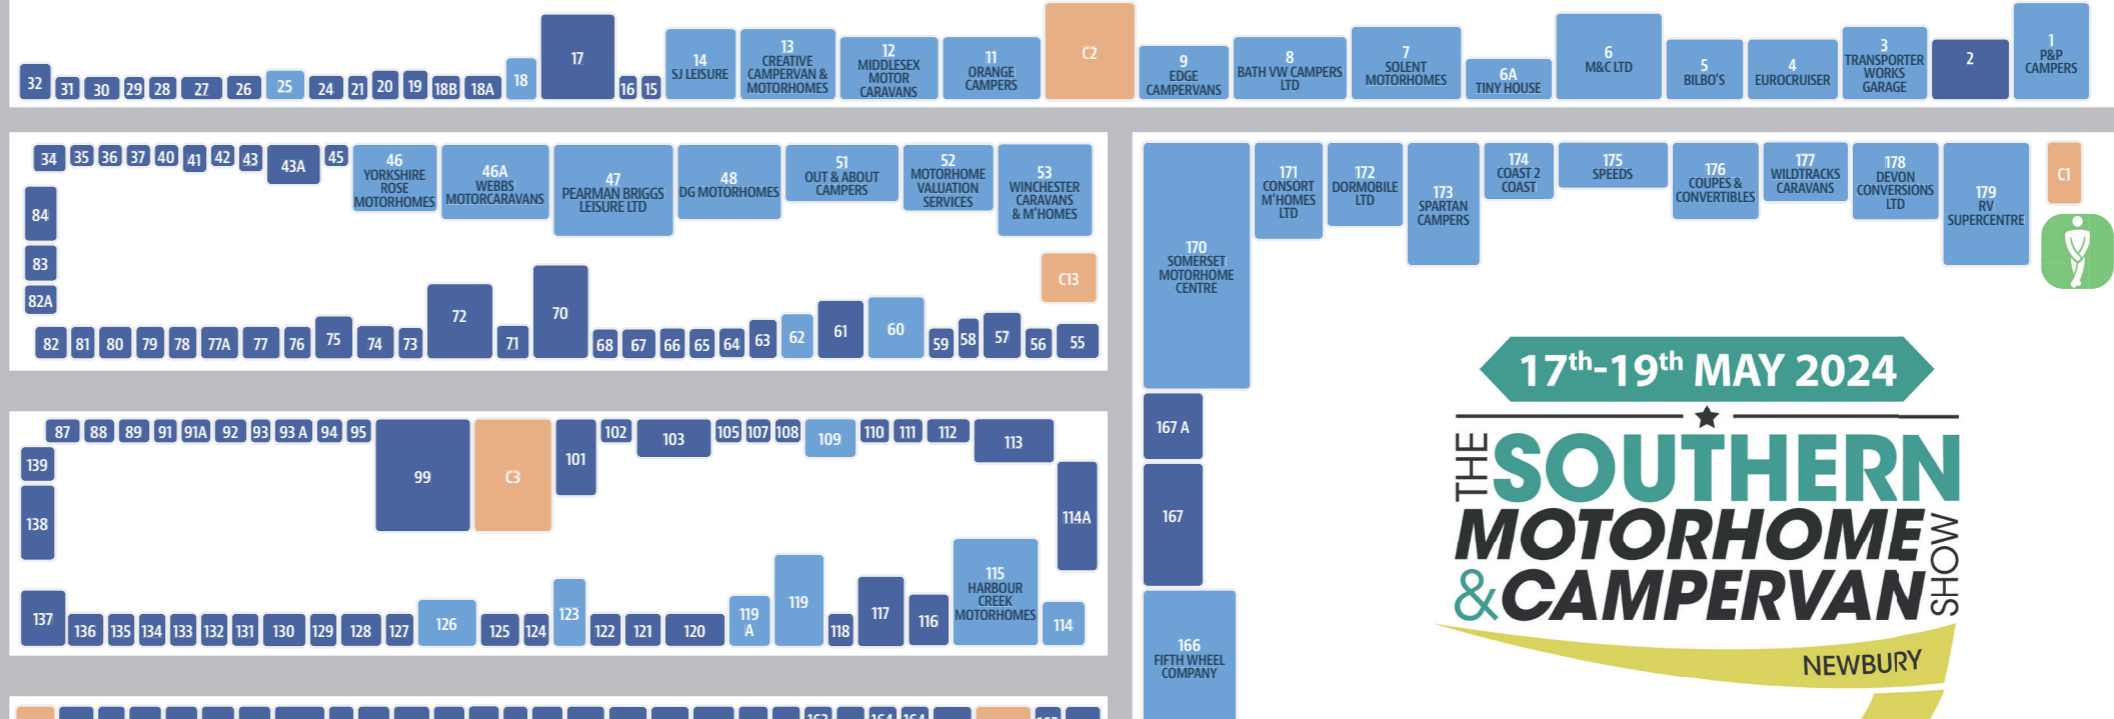 32
31
30
29
28
27
26
25
24
21
20
19
18B
18A
18
17
16
15
14
SJ LEISURE
13
CREATIVE
CAMPERVAN &
MOTORHOMES
12
MIDDLESEX
MOTOR
CARAVANS
11
ORANGE
CAMPERS
C2
9
EDGE
CAMPERVANS
8
BATH VW CAMPERS
LTD
7
SOLENT
MOTORHOMES
6A
TINY HOUSE
6
M&C LTD
5
BILBO'S
4
EUROCRUISER
3
TRANSPORTER
WORKS
GARAGE
2
1
P&P
CAMPERS
34
35
36
37
40
41
42
43
43A
45
46
YORKSHIRE
ROSE
MOTORHOMES
46A
WEBBS
MOTORCARAVANS
47
PEARMAN BRIGGS
LEISURE LTD
48
DG MOTORHOMES
51
OUT & ABOUT
CAMPERS
52
MOTORHOME
VALUATION
SERVICES
53
WINCHESTER
CARAVANS
& M'HOMES
84
83
82A
C13
82
81
80
79
78
77A
77
76
75
74
73
72
71
70
68
67
66
65
64
63
62
61
60
59
58
57
56
55
170
SOMERSET
MOTORHOME
CENTRE
171
CONSORT
M'HOMES
LTD
172
DORMOBILE
LTD
173
SPARTAN
CAMPERS
174
COAST 2
COAST
175
SPEEDS
176
COUPES &
CONVERTIBLES
177
WILDTRACKS
CARAVANS
178
DEVON
CONVERSIONS
LTD
179
RV
SUPERCENTRE
C1
87
88
89
91
91A
92
93
93 A
94
95
99
C3
101
102
103
105
107
108
109
110
111
112
113
139
138
114A
137
136
135
134
133
132
131
130
129
128
127
126
125
124
123
122
121
120
119
A
119
118
117
116
115
HARBOUR
CREEK
MOTORHOMES
114
167 A
167
166
FIFTH WHEEL
COMPANY
17th-19th MAY 2024
THE
SOUTHERN
MOTORHOME
&CAMPERVAN
SHOW
NEWBURY
163
164
164
165